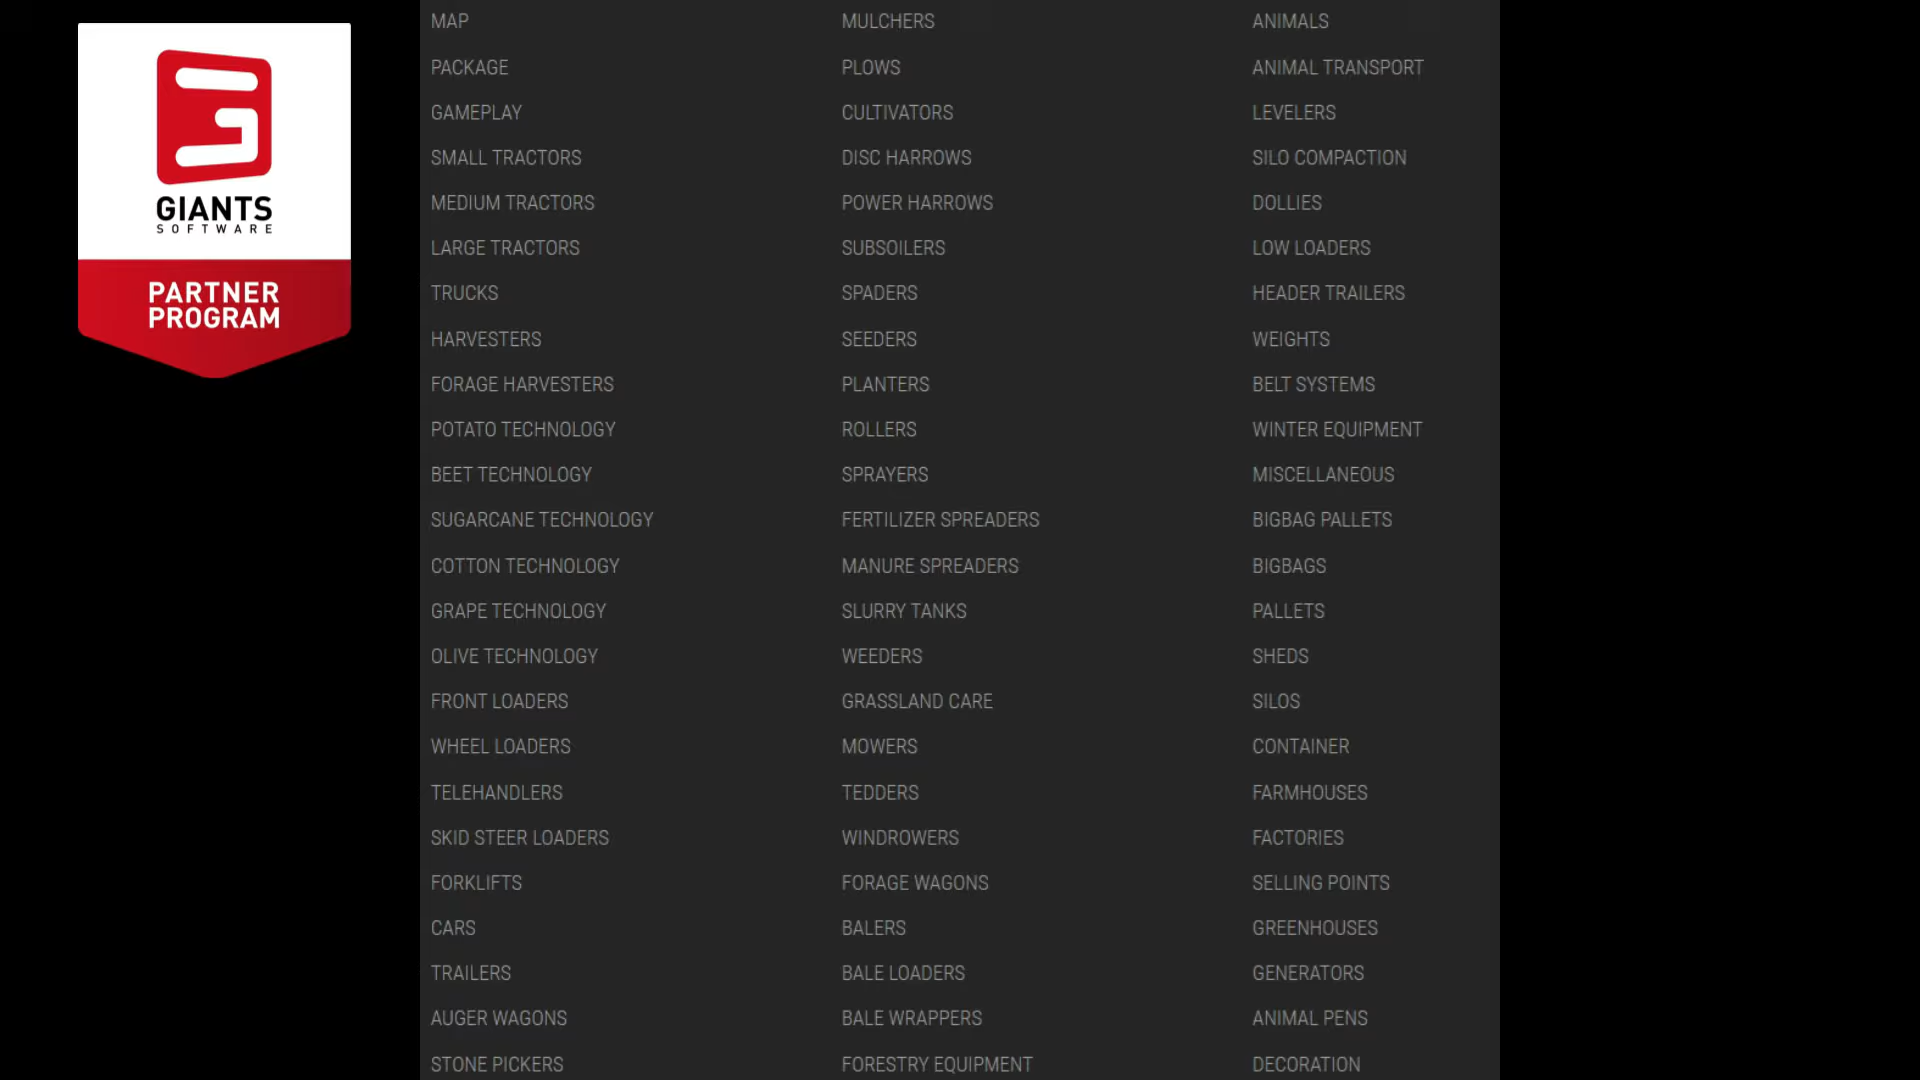 GIANTS
SOFTWARE
PARTNER
PROGRAM
MAP
PACKAGE
GAMEPLAY
SMALL TRACTORS
MEDIUM TRACTORS
LARGE TRACTORS
TRUCKS
HARVESTERS
FORAGE HARVESTERS
POTATO TECHNOLOGY
BEET TECHNOLOGY
SUGARCANE TECHNOLOGY
COTTON TECHNOLOGY
GRAPE TECHNOLOGY
OLIVE TECHNOLOGY
FRONT LOADERS
WHEEL LOADERS
TELEHANDLERS
SKID STEER LOADERS
FORKLIFTS
CARS
TRAILERS
AUGER WAGONS
STONE PICKERS
MULCHERS
PLOWS
CULTIVATORS
DISC HARROWS
POWER HARROWS
SUBSOILERS
SPADERS
SEEDERS
PLANTERS
ROLLERS
SPRAYERS
FERTILIZER SPREADERS
MANURE SPREADERS
SLURRY TANKS
WEEDERS
GRASSLAND CARE
MOWERS
TEDDERS
WINDROWERS
FORAGE WAGONS
BALERS
BALE LOADERS
BALE WRAPPERS
FORESTRY EQUIPMENT
ANIMALS
ANIMAL TRANSPORT
LEVELERS
SILO COMPACTION
DOLLIES
LOW LOADERS
HEADER TRAILERS
WEIGHTS
BELT SYSTEMS
WINTER EQUIPMENT
MISCELLANEOUS
BIGBAG PALLETS
BIGBAGS
PALLETS
SHEDS
SILOS
CONTAINER
FARMHOUSES
FACTORIES
SELLING POINTS
GREENHOUSES
GENERATORS
ANIMAL PENS
DECORATION